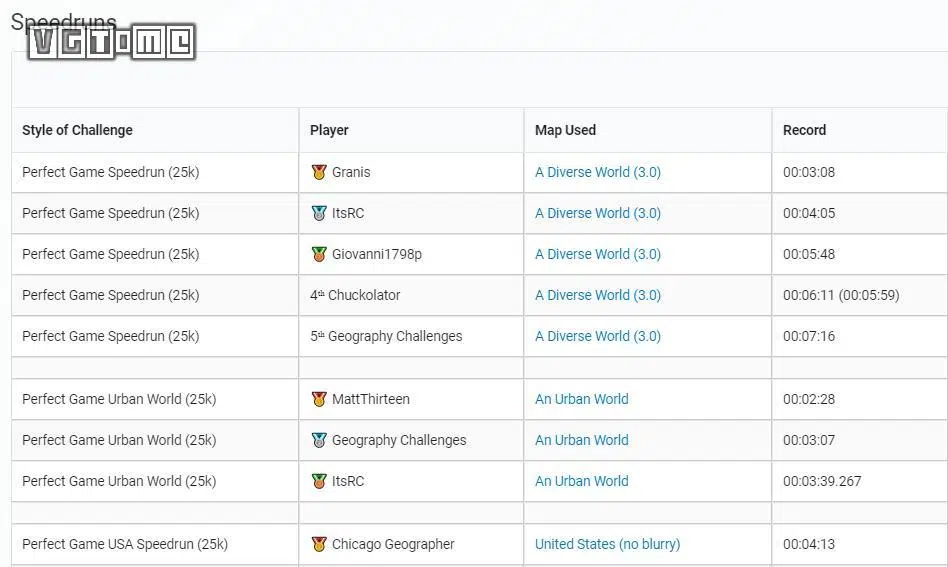 Speedruns
VGTIME
Style of Challenge Player Map Used Record
Perfect Game Speedrun (25k) Granis A Diverse World (3.0) 00:03:08
Perfect Game Speedrun (25k) ItsRC A Diverse World (3.0) 00:04:05
Perfect Game Speedrun (25k) Giovanni1798p A Diverse World (3.0) 00:05:48
Perfect Game Speedrun (25k) 4th Chuckolator A Diverse World (3.0) 00:06:11 (00:05:59)
Perfect Game Speedrun (25k) 5th Geography Challenges A Diverse World (3.0) 00:07:16
Perfect Game Urban World (25k) MattThirteen An Urban World 00:02:28
Perfect Game Urban World (25k) Geography Challenges An Urban World 00:03:07
Perfect Game Urban World (25k) ItsRC An Urban World 00:03:39.267
Perfect Game USA Speedrun (25k) Chicago Geographer United States (no blurry) 00:04:13